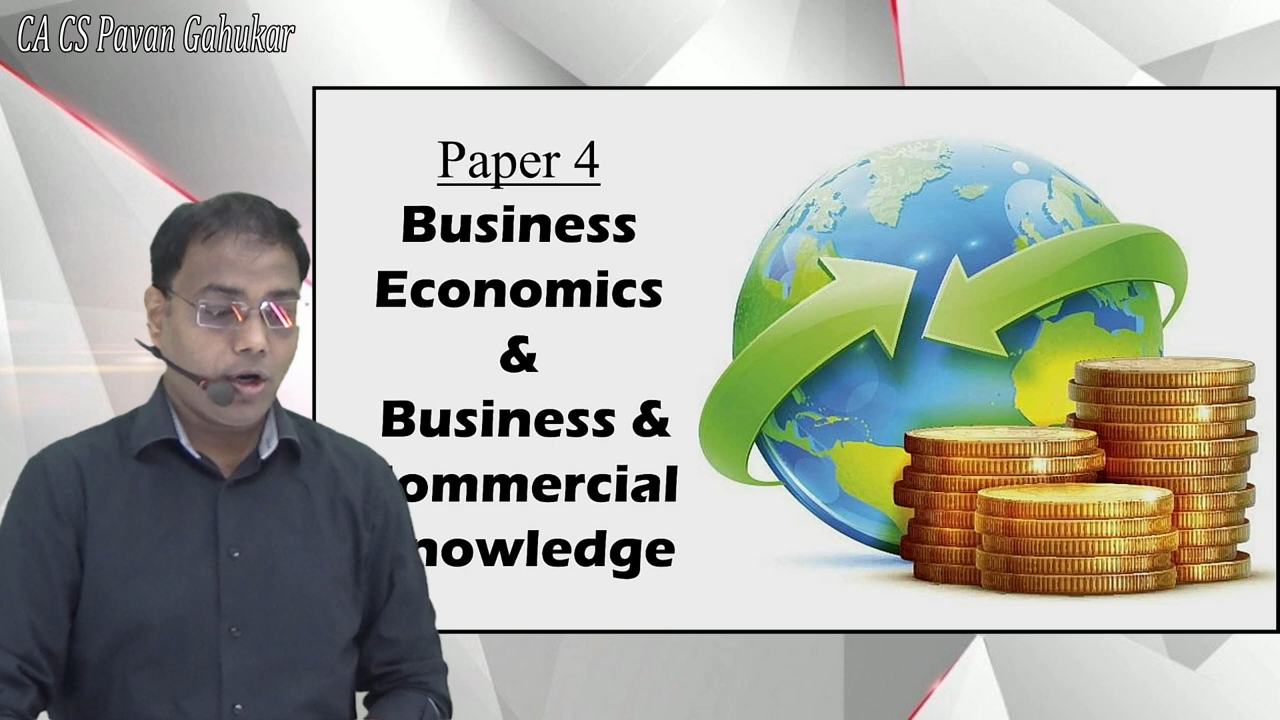 CA CS Pavan Gahukar
Paper 4
Business
Economics
&
Business &
ommercial
nowledge